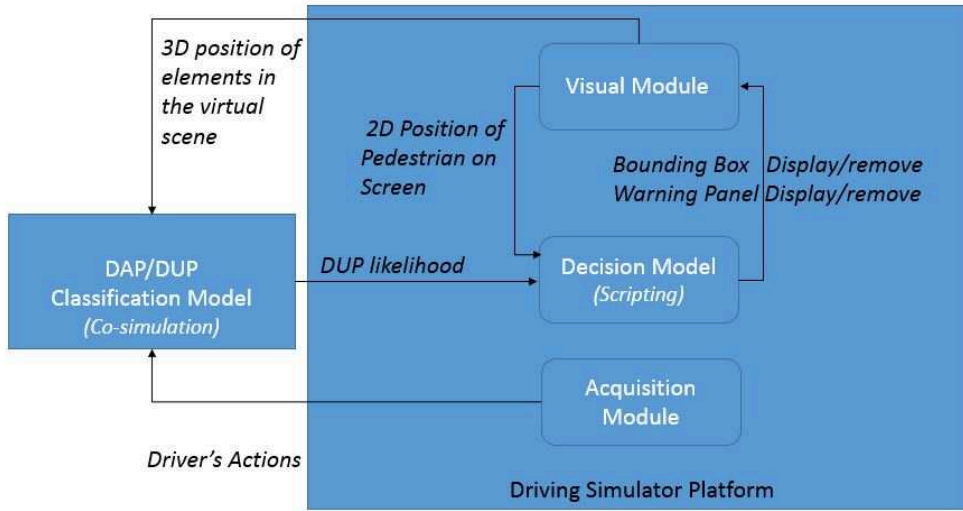 3D position of
elements in
the virtual
scene
Visual Module
2D Position of
Pedestrian on
Screen
Bounding Box Display/remove
Warning Panel Display/remove
DAP/DUP
Classification Model
(Co-simulation)
DUP likelihood
Decision Model
(Scripting)
Acquisition
Module
Driver's Actions
Driving Simulator Platform